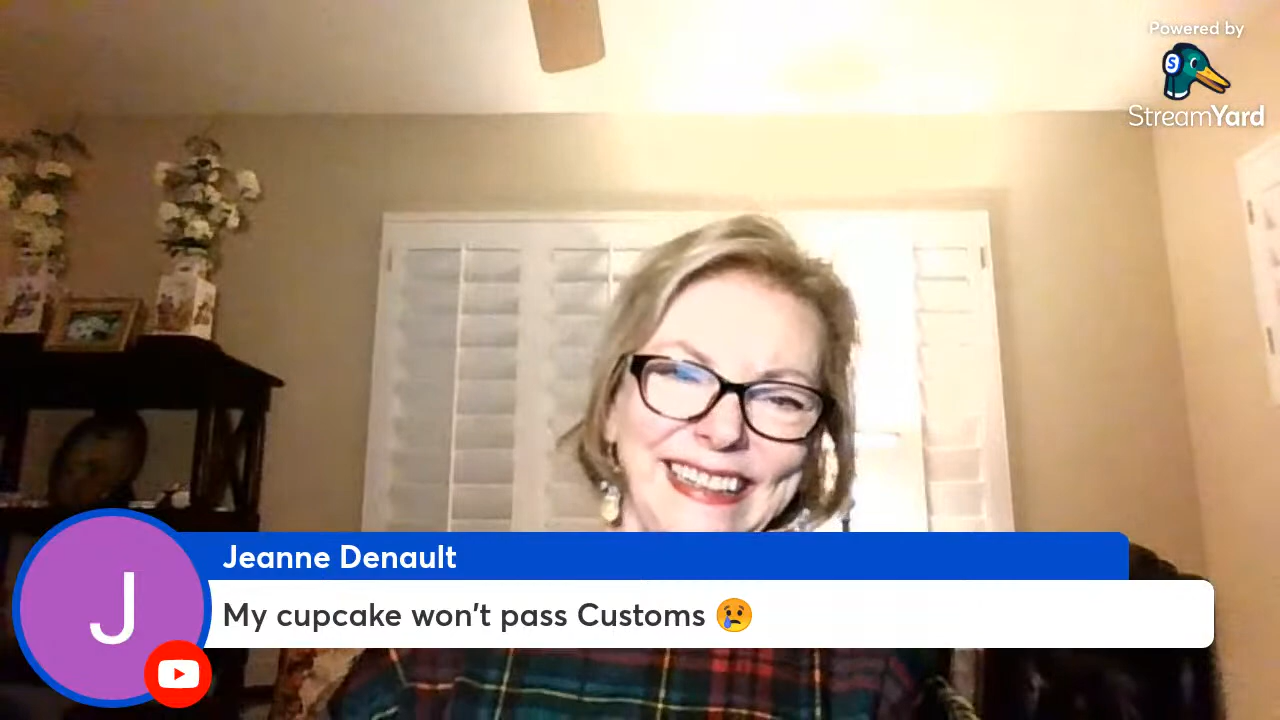 Powered by
S
StreamYard
Jeanne Denault
J
My cupcake won't pass Customs 😢